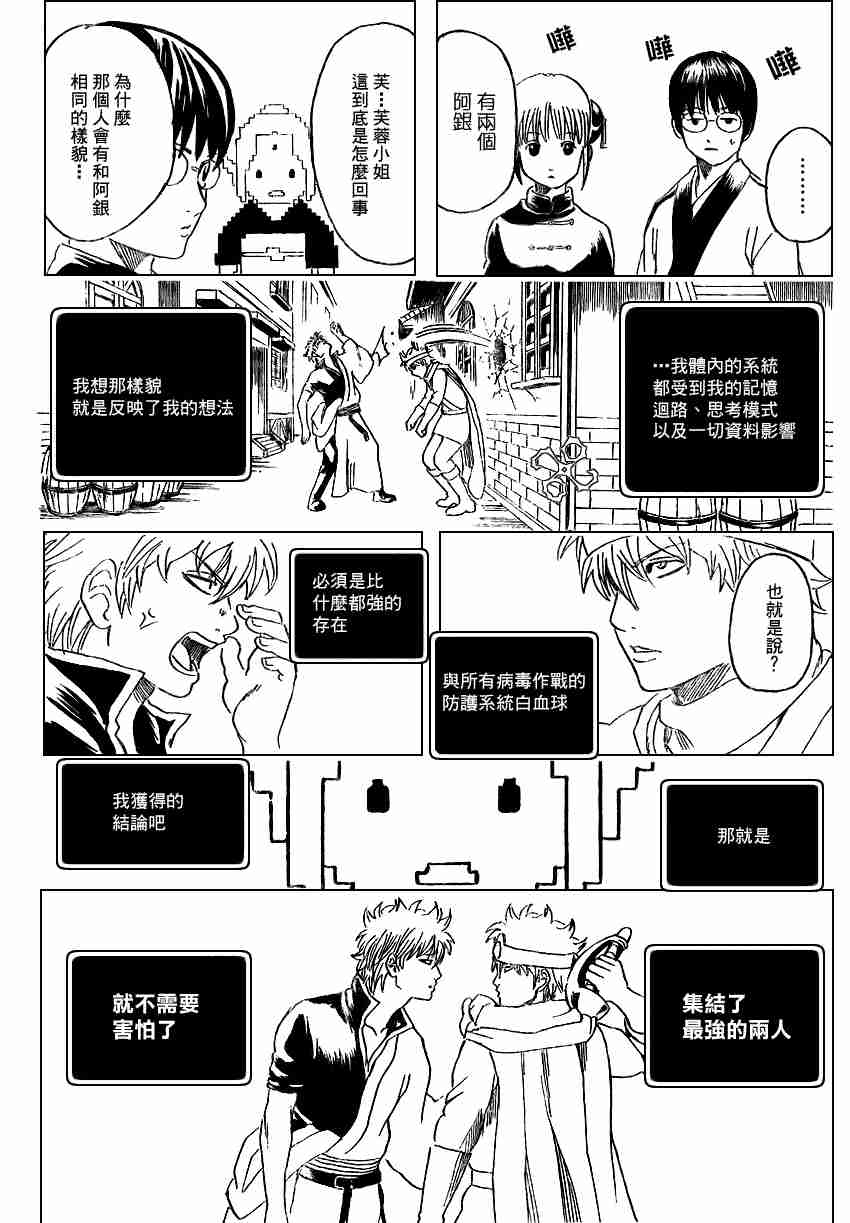 嘩
嘩
嘩
………
有兩個
阿銀
芙…芙蓉小姐
這到底是怎麼回事
為什麼
那個人會有和阿銀
相同的樣貌…
…我體內的系統
都受到我的記憶
迴路、思考模式
以及一切資料影響
我想那樣貌
就是反映了我的想法
也就是說?
與所有病毒作戰的
防護系統白血球
必須是比
什麼都強的
存在
那就是
我獲得的
結論吧
集結了
最強的兩人
就不需要
害怕了